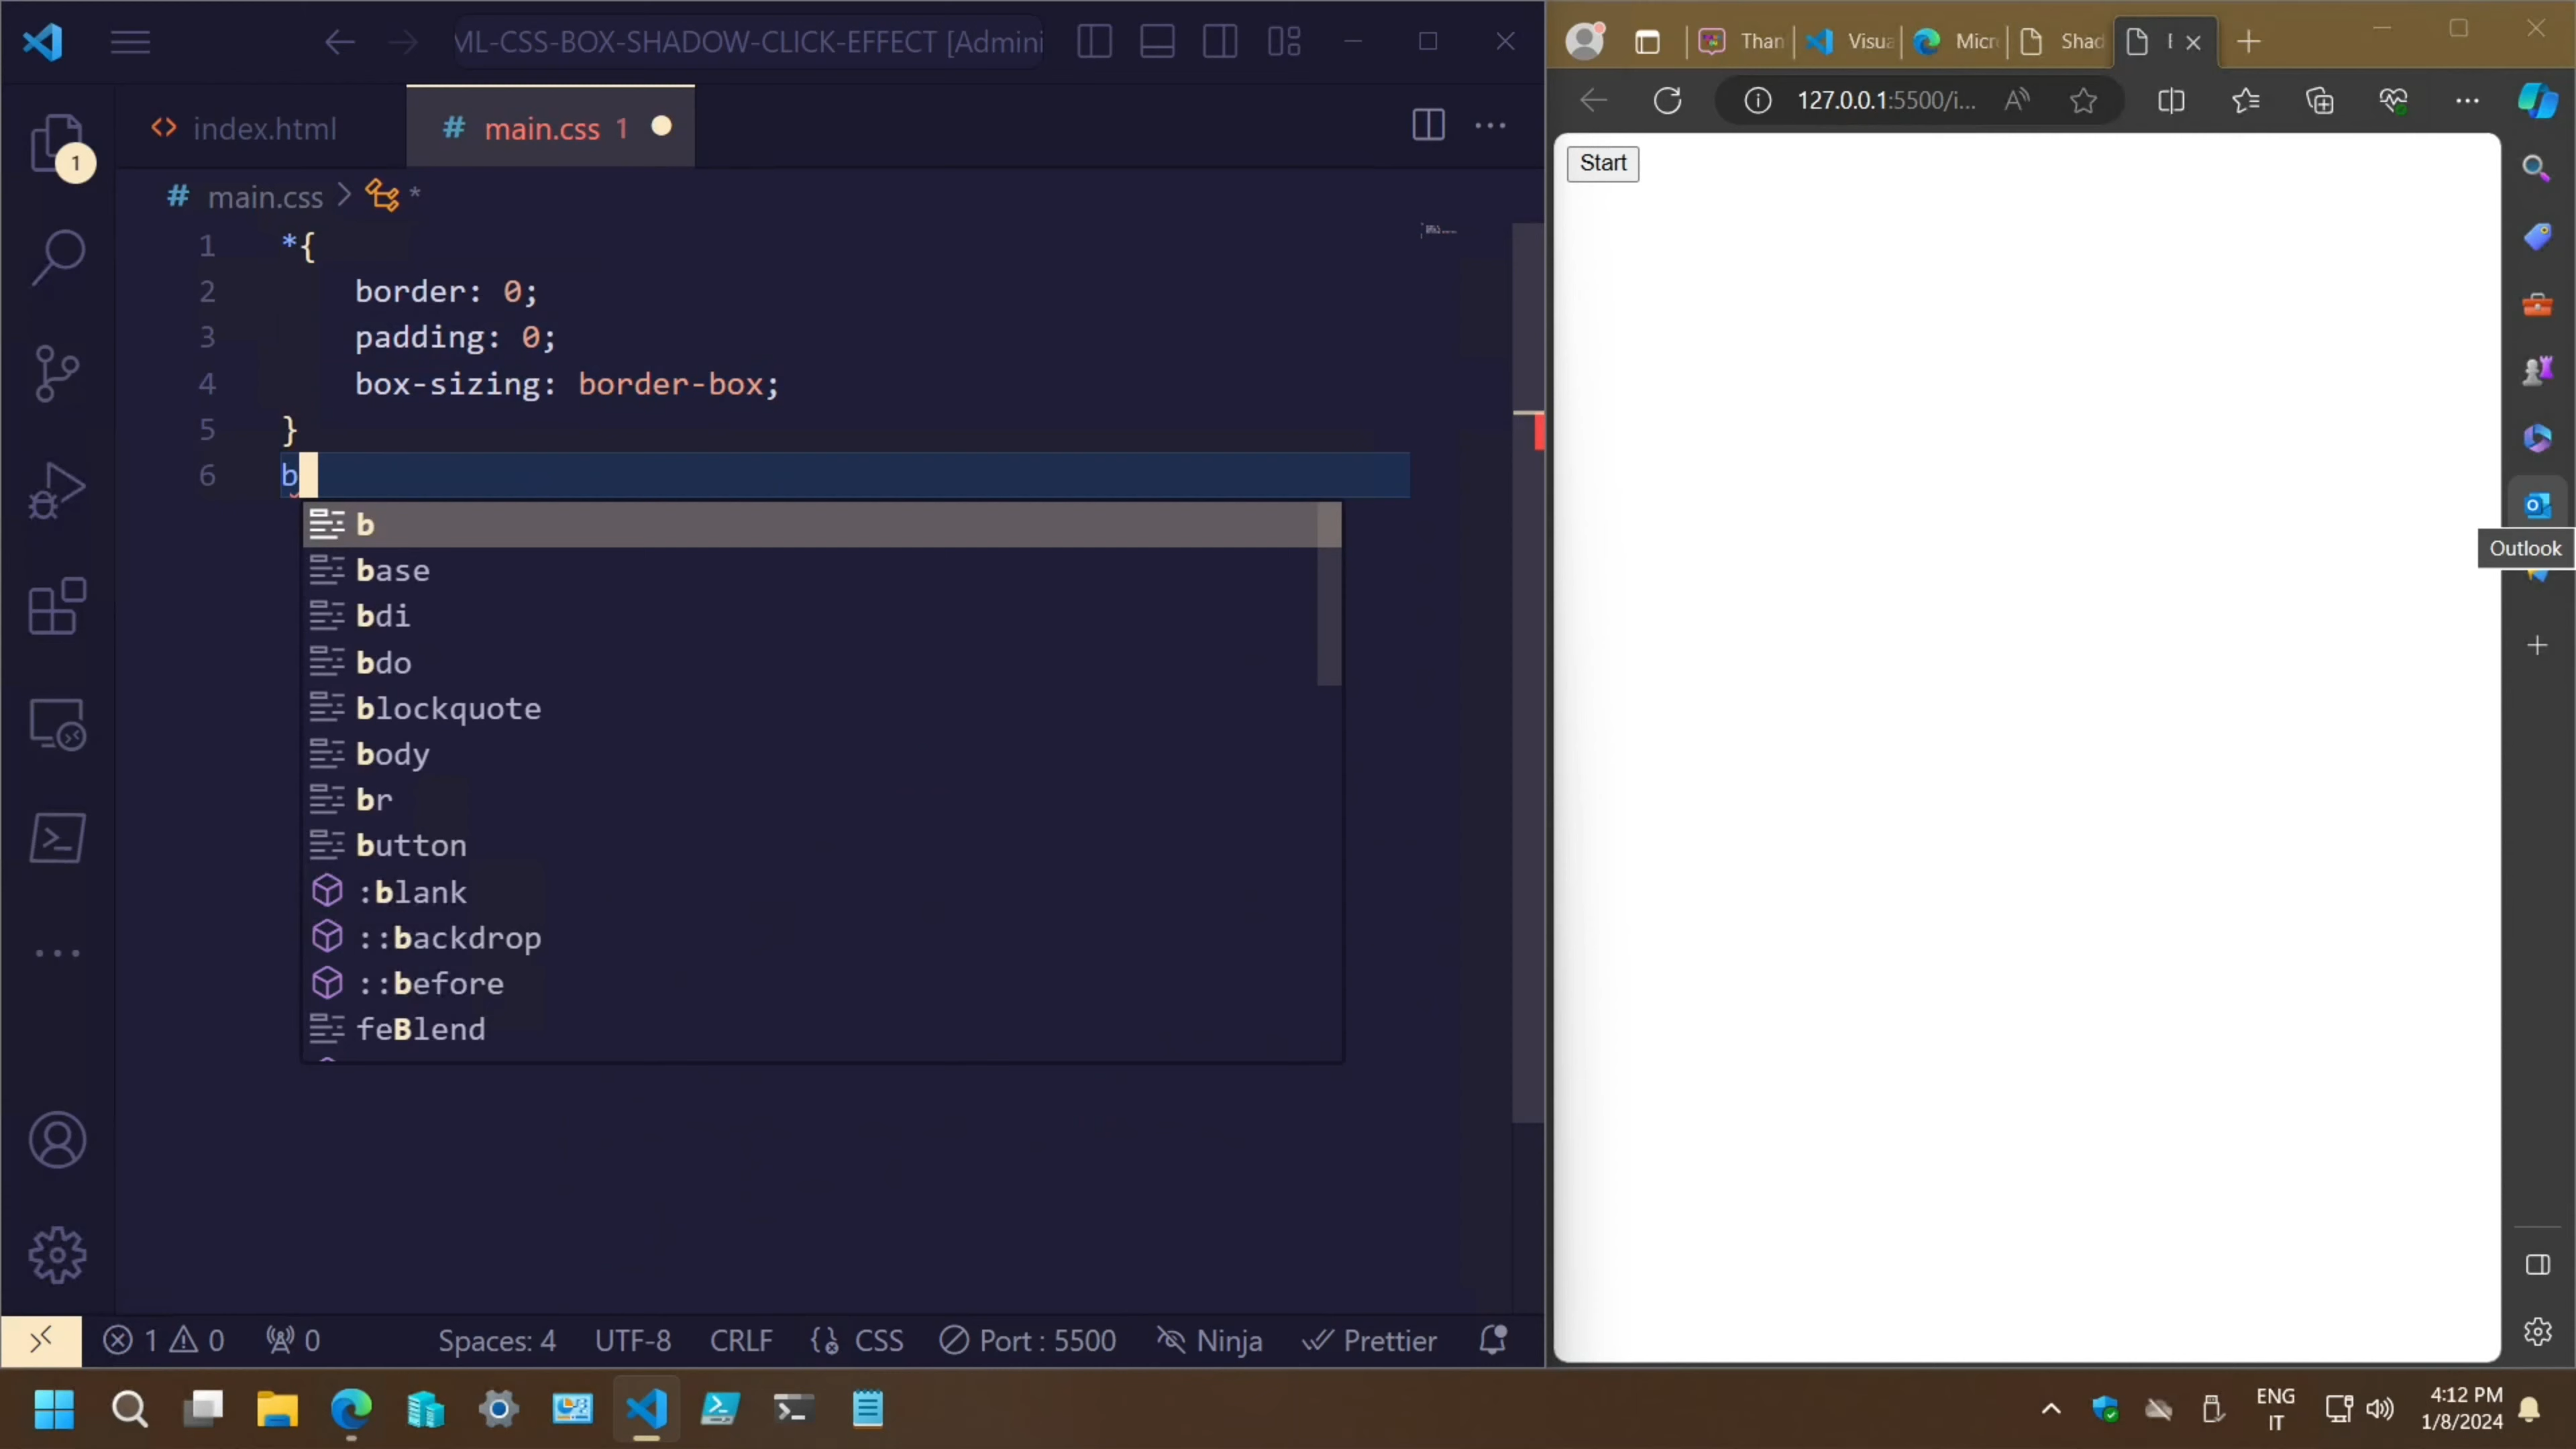 ML-CSS-BOX-SHADOW-CLICK-EFFECT [Admini
index.html
# main.css 1
1
# main.css > *
1 *{
2 border: 0;
3 padding: 0;
4 box-sizing: border-box;
5 }
6 b
b
base
bdi
bdo
blockquote
body
br
button
:blank
::backdrop
::before
feBlend
1 0 0 Spaces: 4 UTF-8 CRLF CSS Port : 5500 Ninja Prettier
Than Visua Micr Shad
127.0.0.1:5500/i...
Start
Outlook
ENG
IT
4:12 PM
1/8/2024